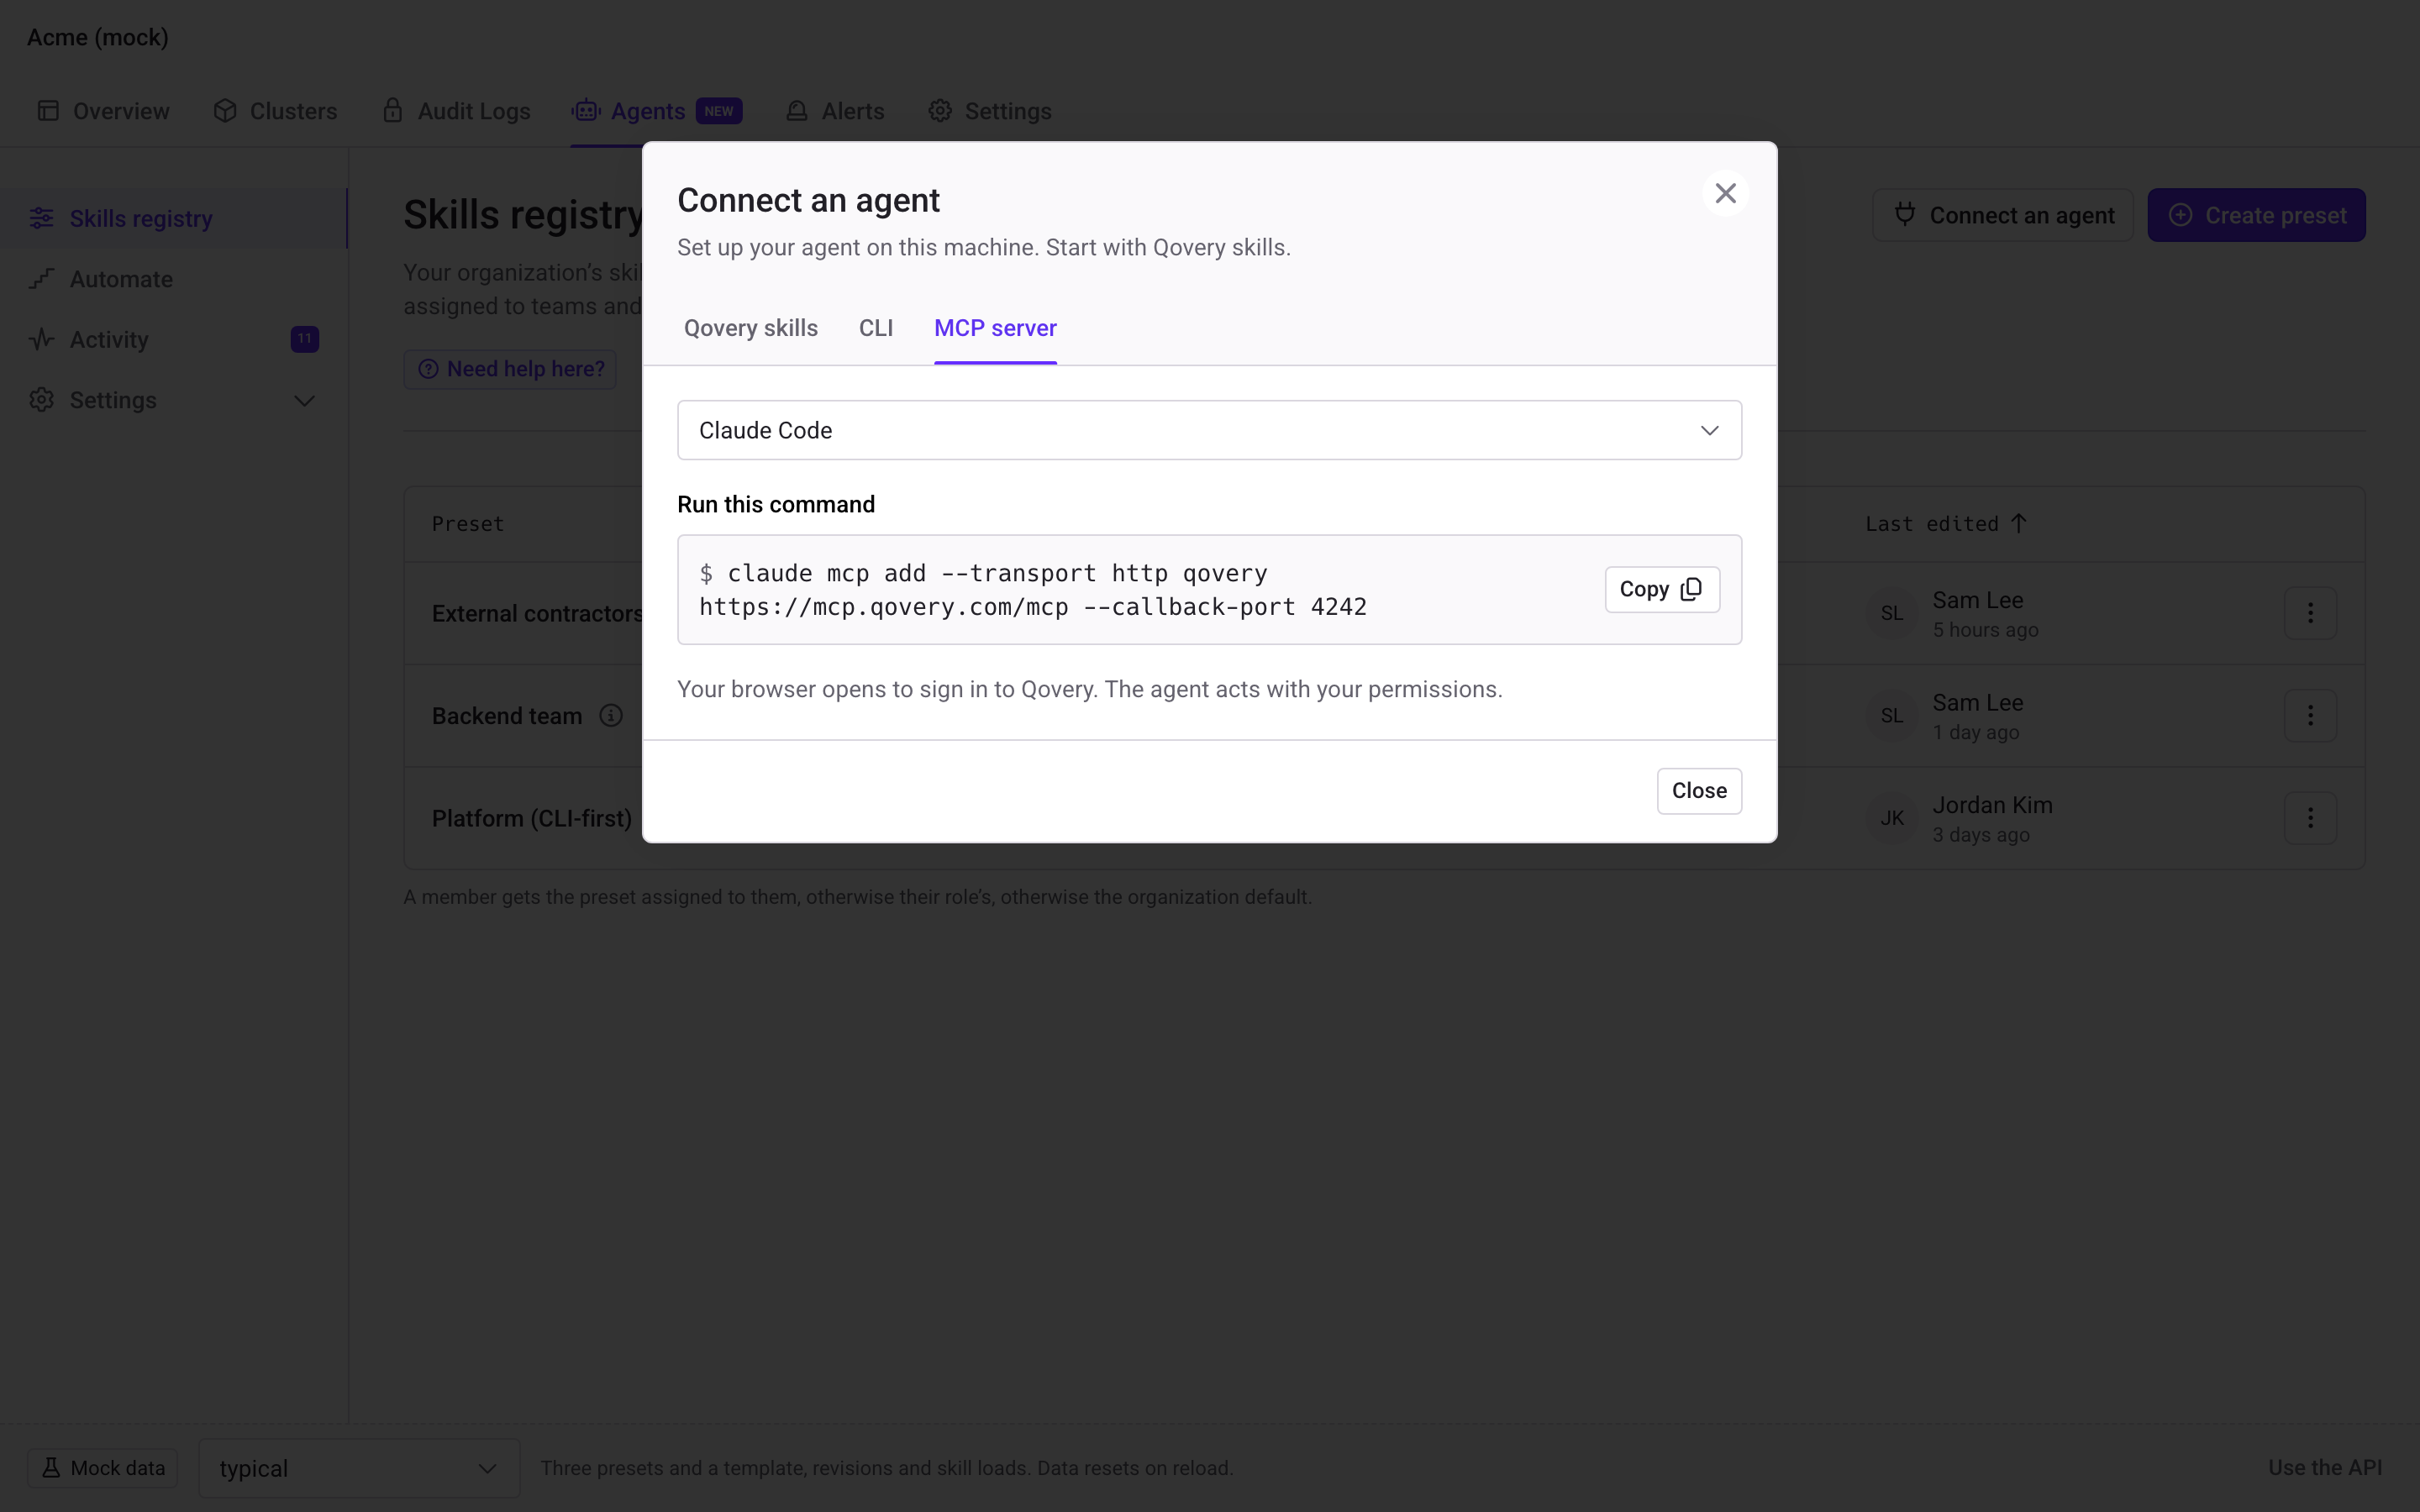 Acme (mock)
Overview
Clusters
Audit Logs
Agents
NEW
Alerts
Settings
Skills registry
Automate
Activity
11
Settings
Skills registry
Your organization's skil
assigned to teams and
Need help here?
Connect an agent
Create preset
Preset
Last edited
External contractors
SL
Sam Lee
5 hours ago
Backend team
SL
Sam Lee
1 day ago
Platform (CLI-first)
JK
Jordan Kim
3 days ago
A member gets the preset assigned to them, otherwise their role's, otherwise the organization default.
Connect an agent
Set up your agent on this machine. Start with Qovery skills.
Qovery skills
CLI
MCP server
Claude Code
Run this command
$ claude mcp add --transport http qovery
https://mcp.qovery.com/mcp --callback-port 4242
Copy
Your browser opens to sign in to Qovery. The agent acts with your permissions.
Close
Mock data
typical
Three presets and a template, revisions and skill loads. Data resets on reload.
Use the API